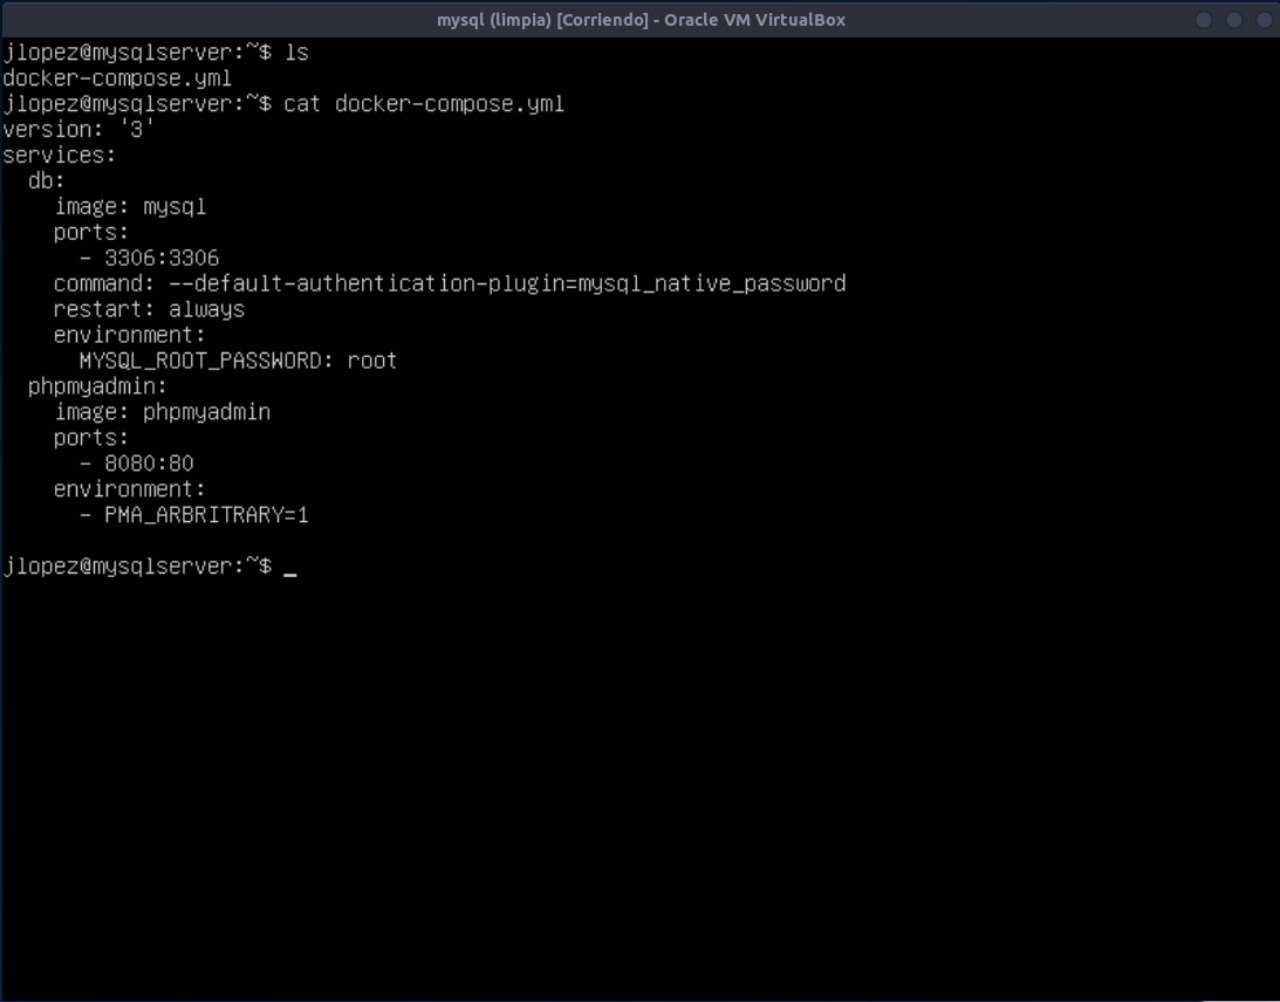 mysql (limpia) [Corriendo] - Oracle VM VirtualBox
jlopez@mysqlserver:~$ ls
docker-compose.yml
jlopez@mysqlserver:~$ cat docker-compose.yml
version: '3'
services:
  db:
    image: mysql
    ports:
      - 3306:3306
    command: --default-authentication-plugin=mysql_native_password
    restart: always
    environment:
      MYSQL_ROOT_PASSWORD: root
  phpmyadmin:
    image: phpmyadmin
    ports:
      - 8080:80
    environment:
      - PMA_ARBRITRARY=1
jlopez@mysqlserver:~$ _